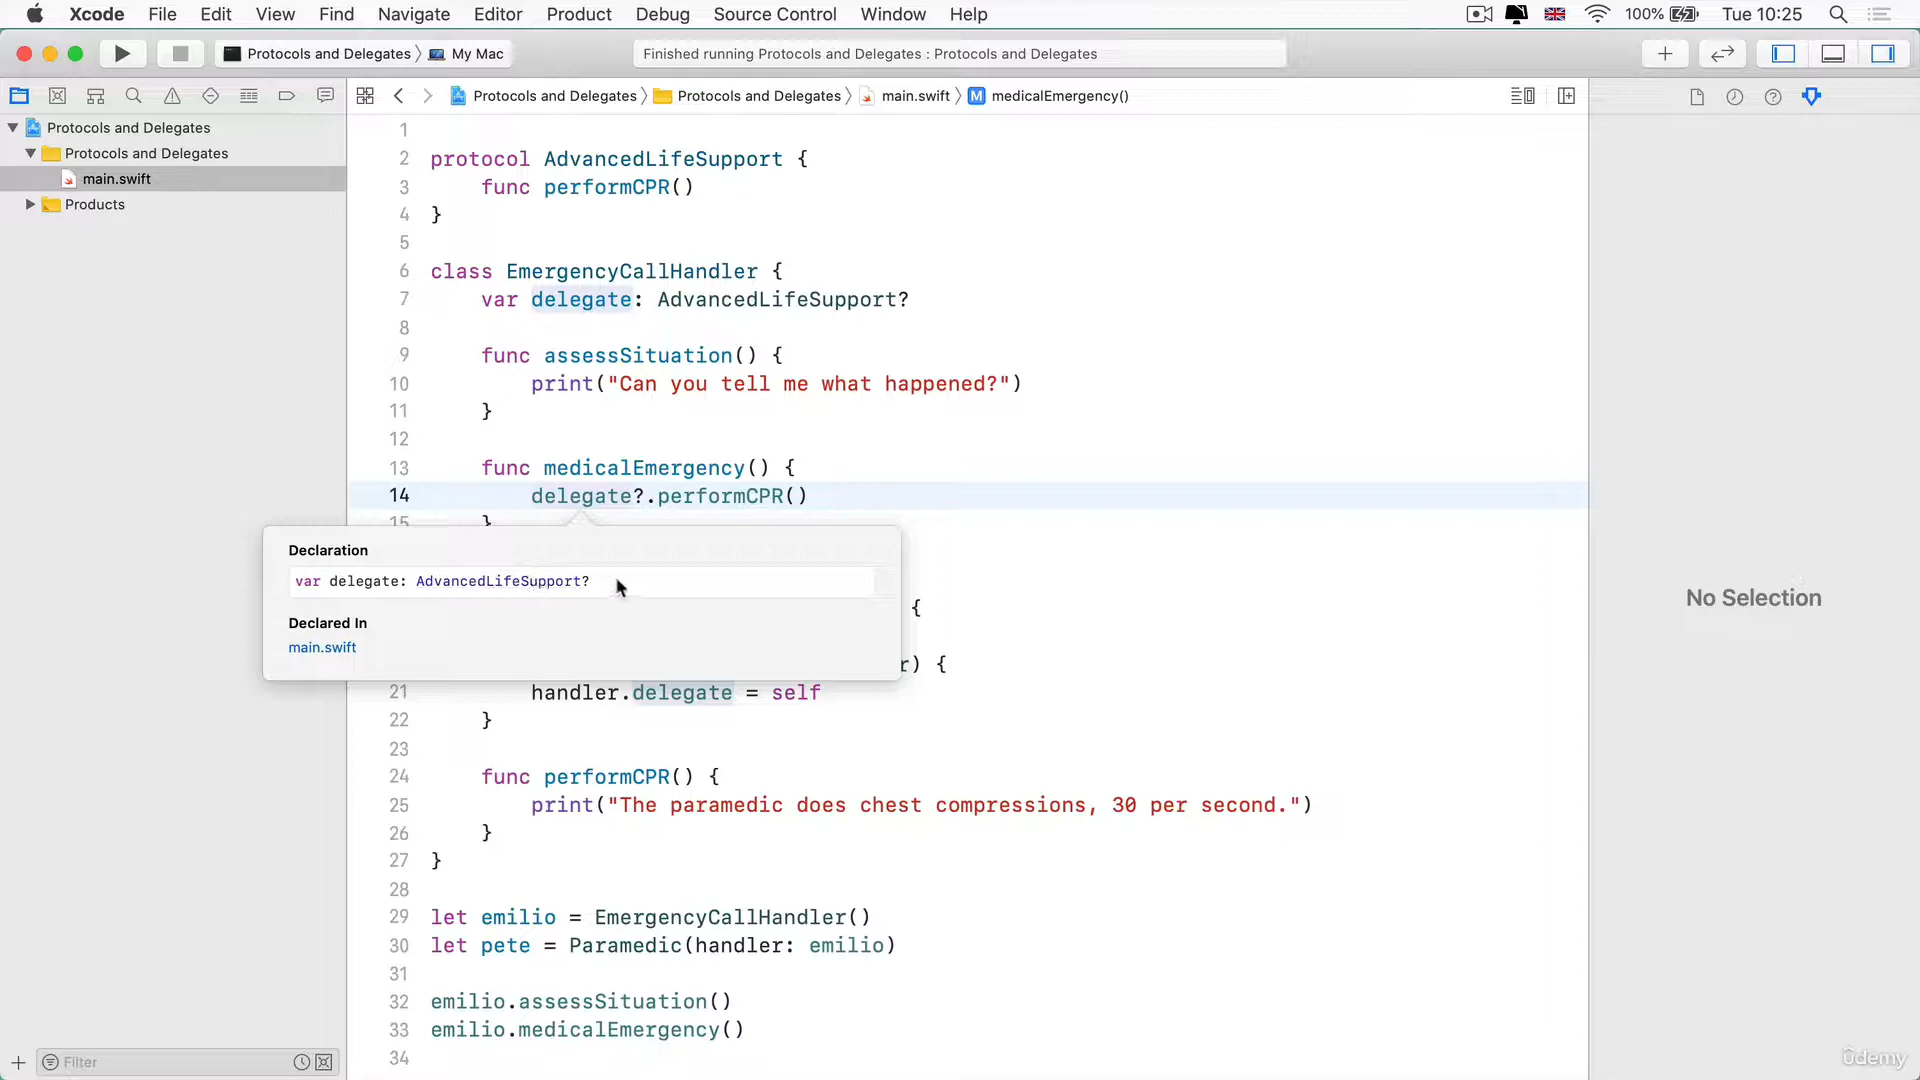 Xcode File Edit View Find Navigate Editor Product Debug Source Control Window Help 100% Tue 10:25
Protocols and Delegates My Mac Finished running Protocols and Delegates : Protocols and Delegates
Protocols and Delegates Protocols and Delegates main.swift M medicalEmergency()
Protocols and Delegates
Protocols and Delegates
main.swift
Products
1
2 protocol AdvancedLifeSupport {
3 func performCPR()
4 }
5
6 class EmergencyCallHandler {
7 var delegate: AdvancedLifeSupport?
8
9 func assessSituation() {
10 print("Can you tell me what happened?")
11 }
12
13 func medicalEmergency() {
14 delegate?.performCPR()
15 }
Declaration
var delegate: AdvancedLifeSupport?
Declared In
main.swift
{
r) {
21 handler.delegate = self
22 }
23
24 func performCPR() {
25 print("The paramedic does chest compressions, 30 per second.")
26 }
27 }
28
29 let emilio = EmergencyCallHandler()
30 let pete = Paramedic(handler: emilio)
31
32 emilio.assessSituation()
33 emilio.medicalEmergency()
34
No Selection
Filter
ûdemy